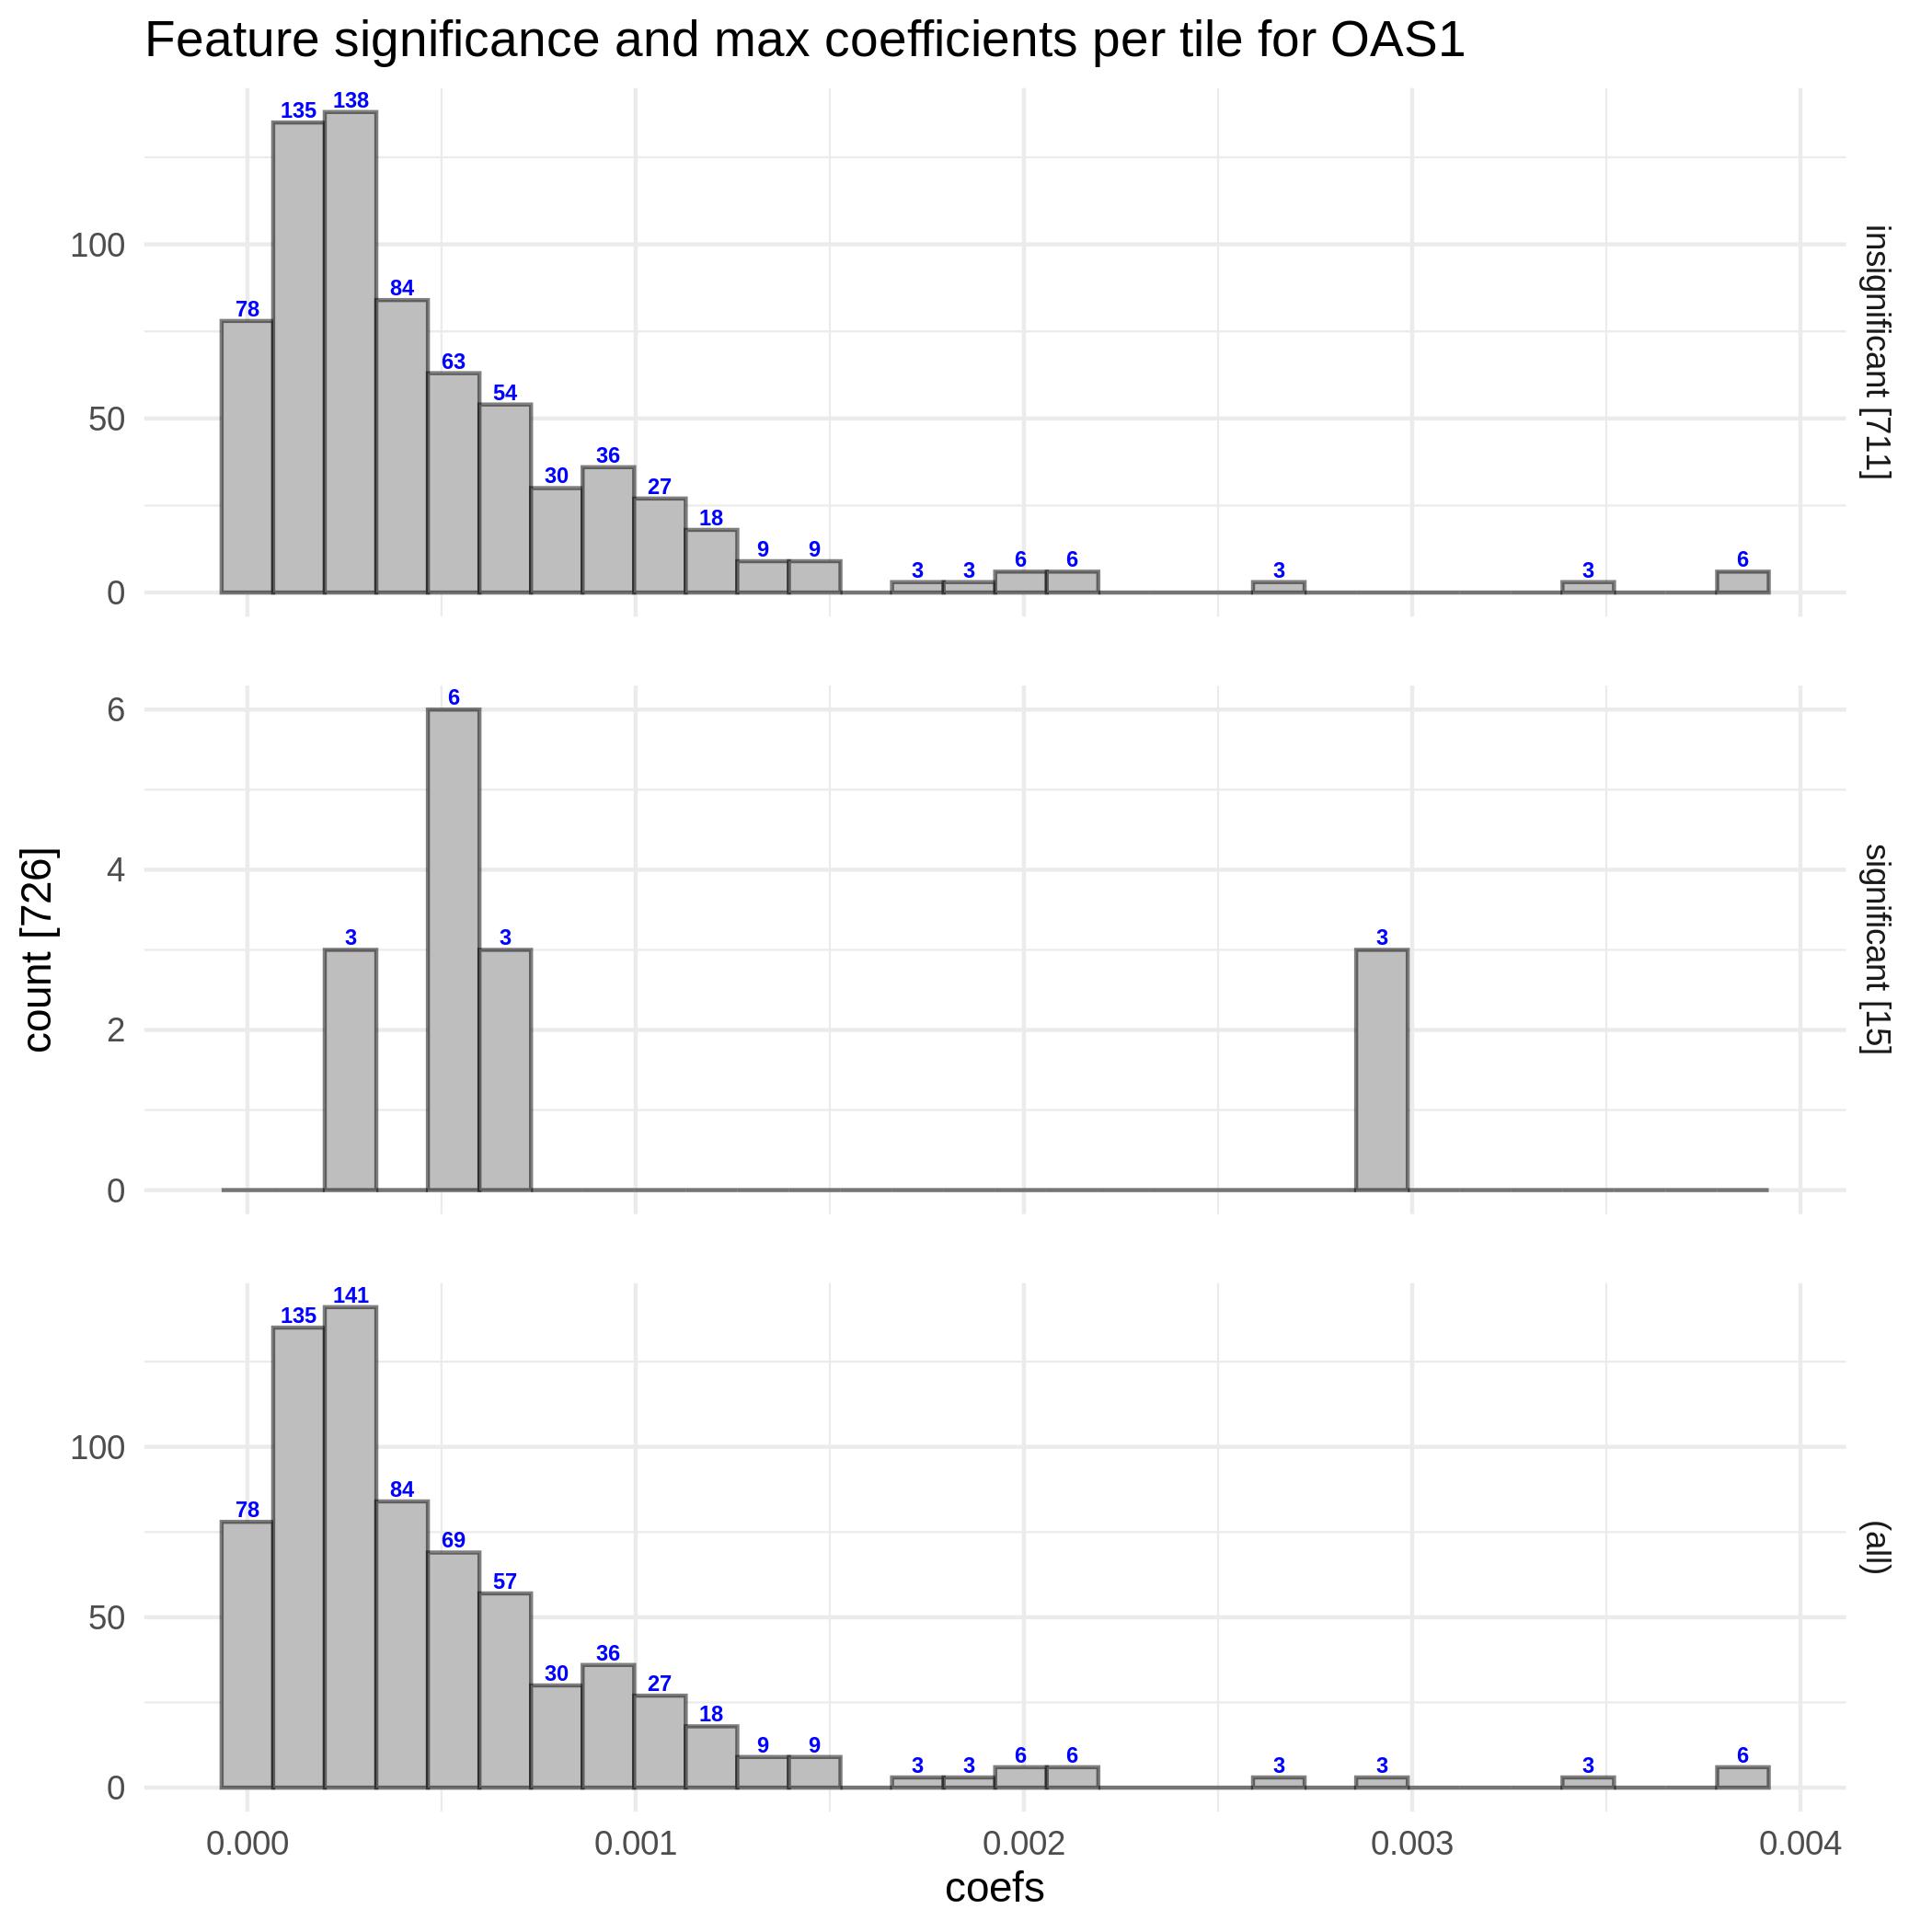 Feature significance and max coefficients per tile for OAS1
135 138
78
84
63
54
30 36 27 18 9 9 3 3 6 6 3 3 6
100
50
0
insignificant [711]
6
3 3 3
6
4
2
0
significant [15]
count [726]
135 141
78
84
69
57
30 36 27 18 9 9 3 3 6 6 3 3 3 6
100
50
0
(all)
0.000 0.001 0.002 0.003 0.004
coefs